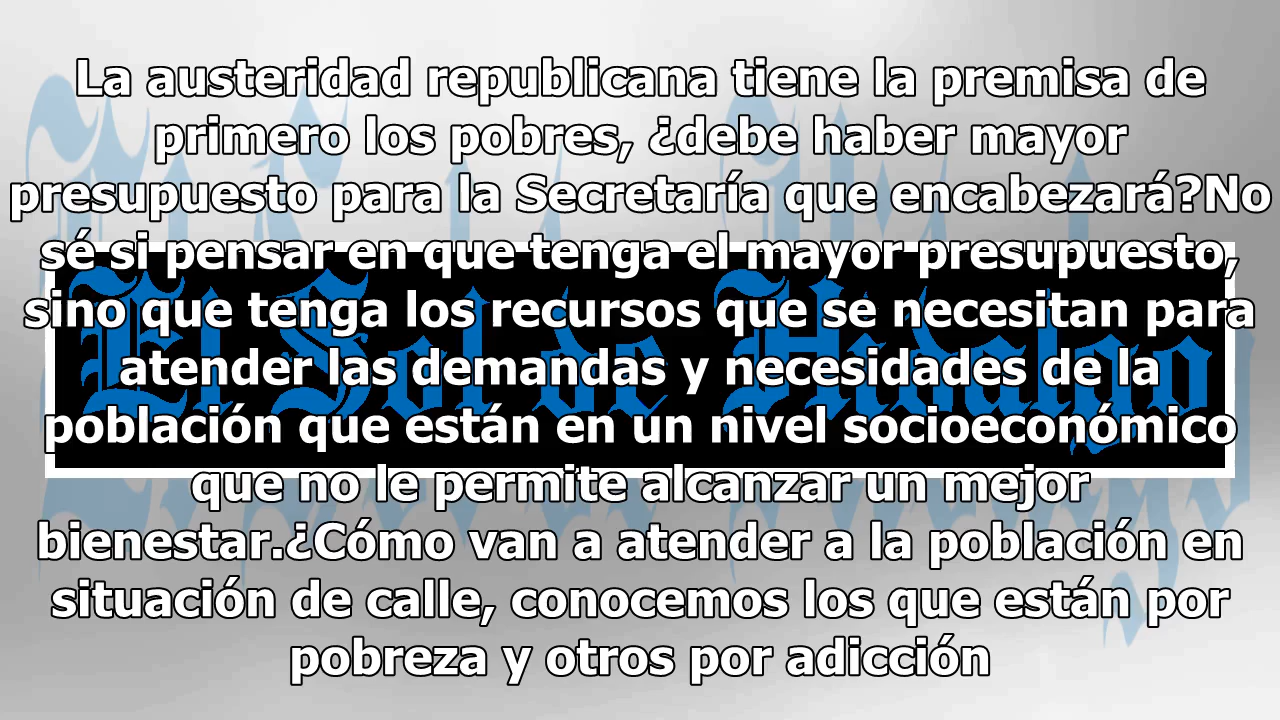 La austeridad republicana tiene la premisa de
primero los pobres, ¿debe haber mayor
presupuesto para la Secretaría que encabezará?No
sé si pensar en que tenga el mayor presupuesto,
sino que tenga los recursos que se necesitan para
atender las demandas y necesidades de la
población que están en un nivel socioeconómico
que no le permite alcanzar un mejor
bienestar.¿Cómo van a atender a la población en
situación de calle, conocemos los que están por
pobreza y otros por adicción
El Sol de Hidalgo